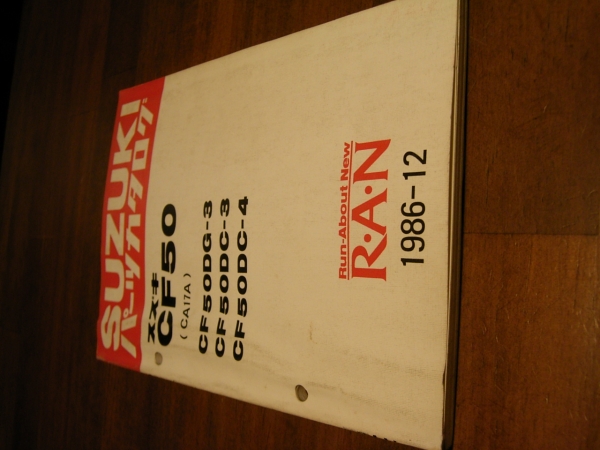 SUZUKI
パーツカタログ
スズキ
CF50
(CA17A)
CF50DG-3
CF50DC-3
CF50DC-4
Run-About New
R・A・N
1986-12